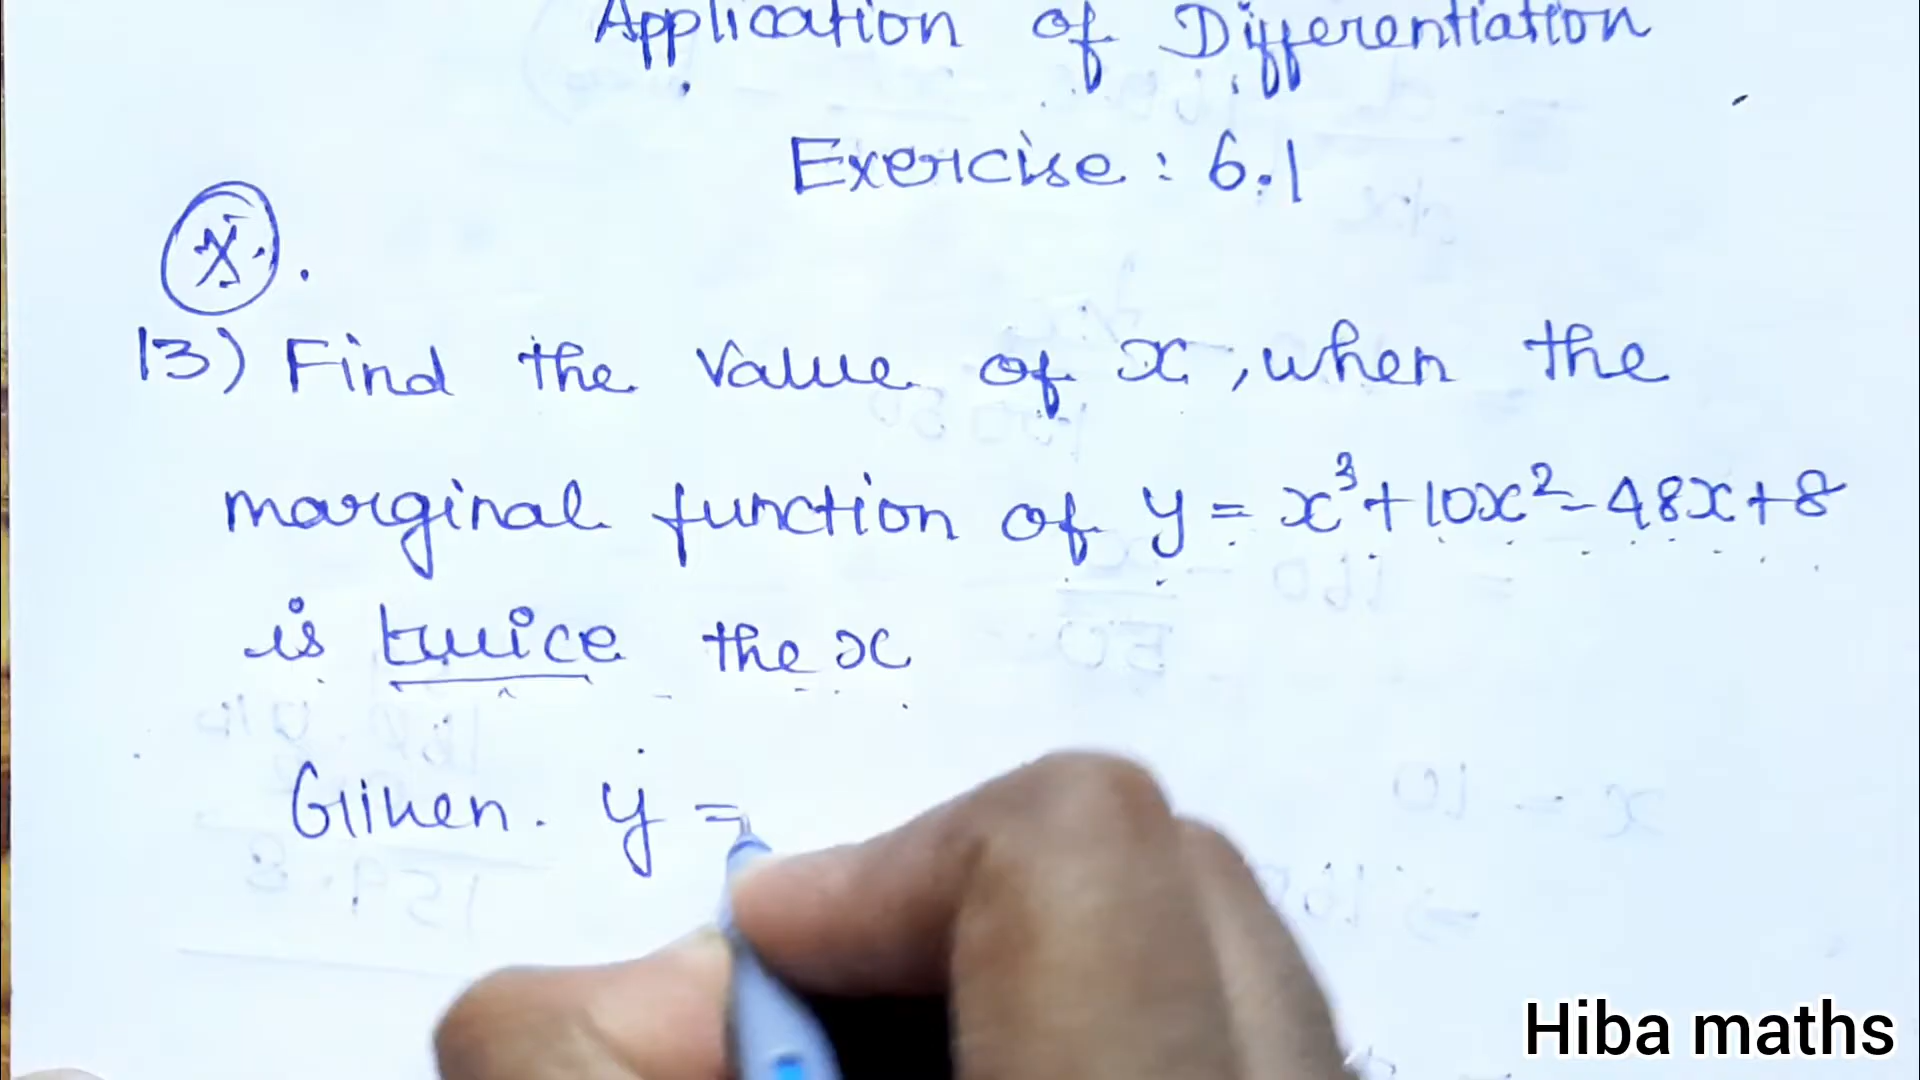 Application of Differentiation
Exercise : 6.1
X.
13) Find the value of x, when the
marginal function of y = x³+10x²-48x+8
is twice the x
Given. y =
Hiba maths